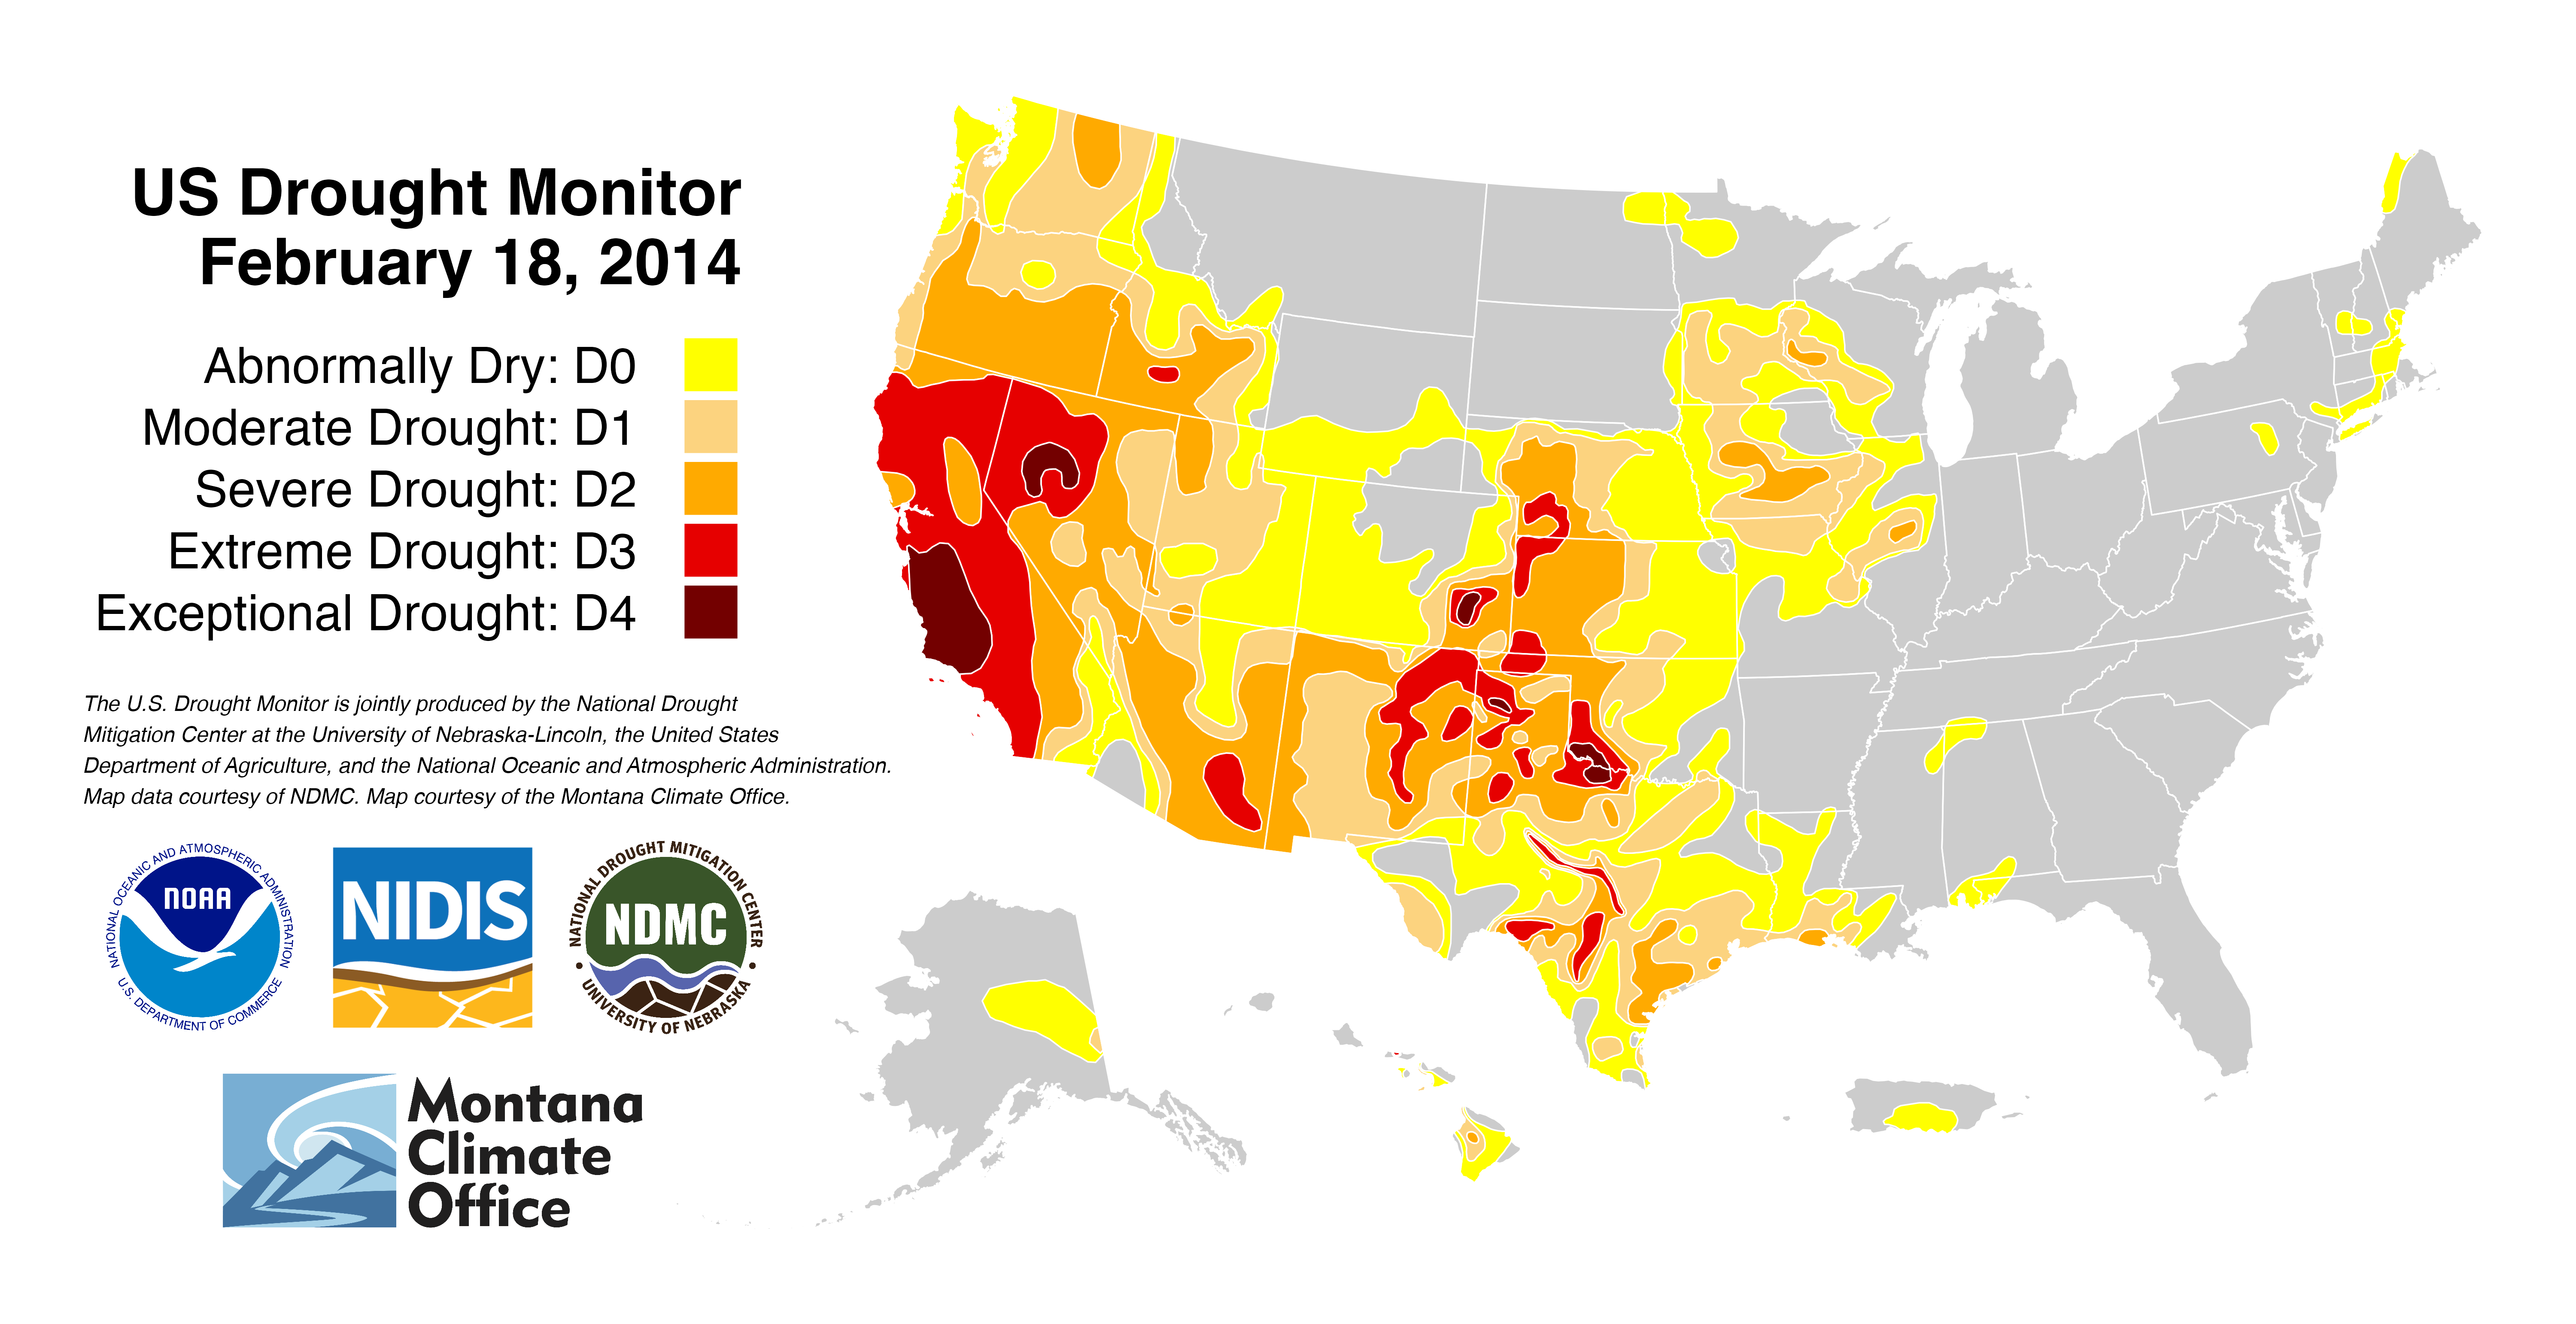 US Drought Monitor
February 18, 2014
Abnormally Dry: D0
Moderate Drought: D1
Severe Drought: D2
Extreme Drought: D3
Exceptional Drought: D4
The U.S. Drought Monitor is jointly produced by the National Drought
Mitigation Center at the University of Nebraska-Lincoln, the United States
Department of Agriculture, and the National Oceanic and Atmospheric Administration.
Map data courtesy of NDMC. Map courtesy of the Montana Climate Office.
NATIONAL OCEANIC AND ATMOSPHERIC ADMINISTRATION
NOAA
U.S. DEPARTMENT OF COMMERCE
NIDIS
NATIONAL DROUGHT MITIGATION CENTER
NDMC
UNIVERSITY OF NEBRASKA
Montana
Climate
Office